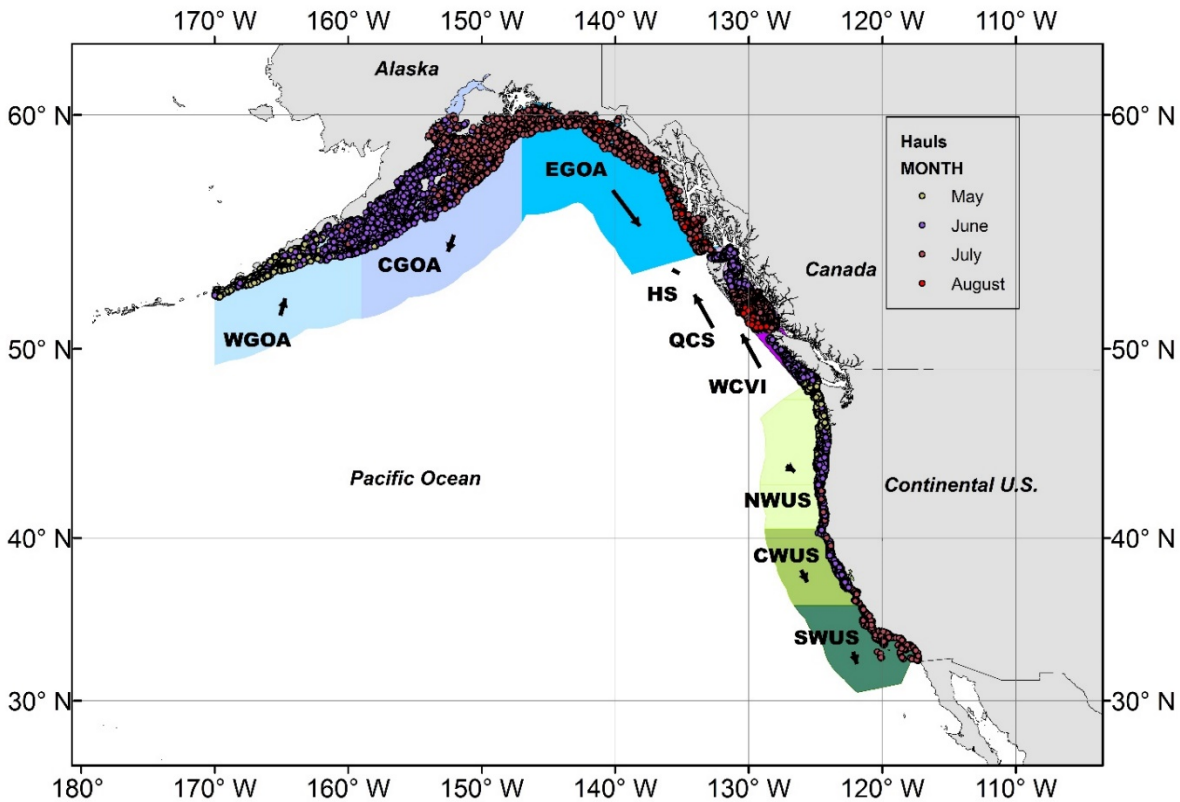 170° W 160° W 150° W 140° W 130° W 120° W 110° W
Alaska
60° N 60° N
Hauls
MONTH
May
June
July
August
EGOA
CGOA
Canada
HS
WGOA
QCS
50° N 50° N
WCVI
Pacific Ocean
Continental U.S.
NWUS
40° N 40° N
CWUS
SWUS
30° N 30° N
180° W 170° W 160° W 150° W 140° W 130° W 120° W 110° W